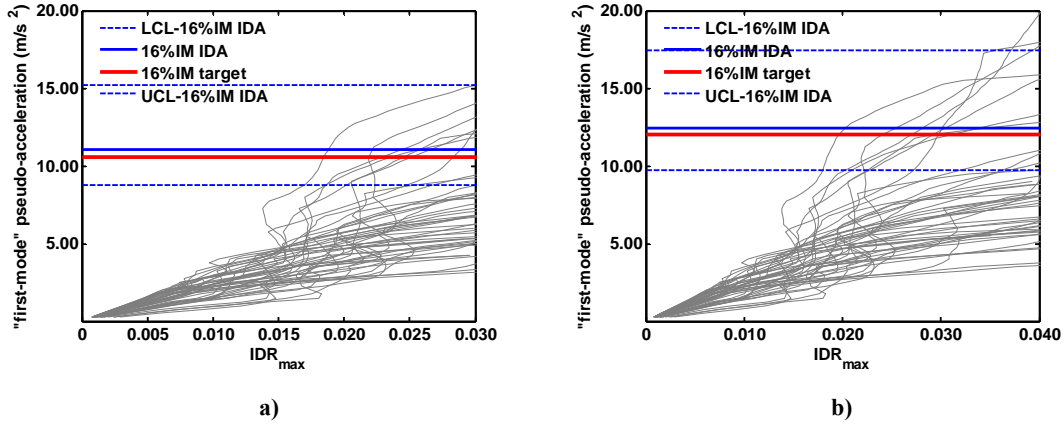 "first-mode" pseudo-acceleration (m/s²)
20.00
15.00
10.00
5.00
LCL-16%IM IDA
16%IM IDA
16%IM target
UCL-16%IM IDA
0 0.005 0.010 0.015 0.020 0.025 0.030
IDRmax
a)
"first-mode" pseudo-acceleration (m/s²)
20.00
15.00
10.00
5.00
LCL-16%IM IDA
16%IM IDA
16%IM target
UCL-16%IM IDA
0 0.010 0.020 0.030 0.040
IDRmax
b)